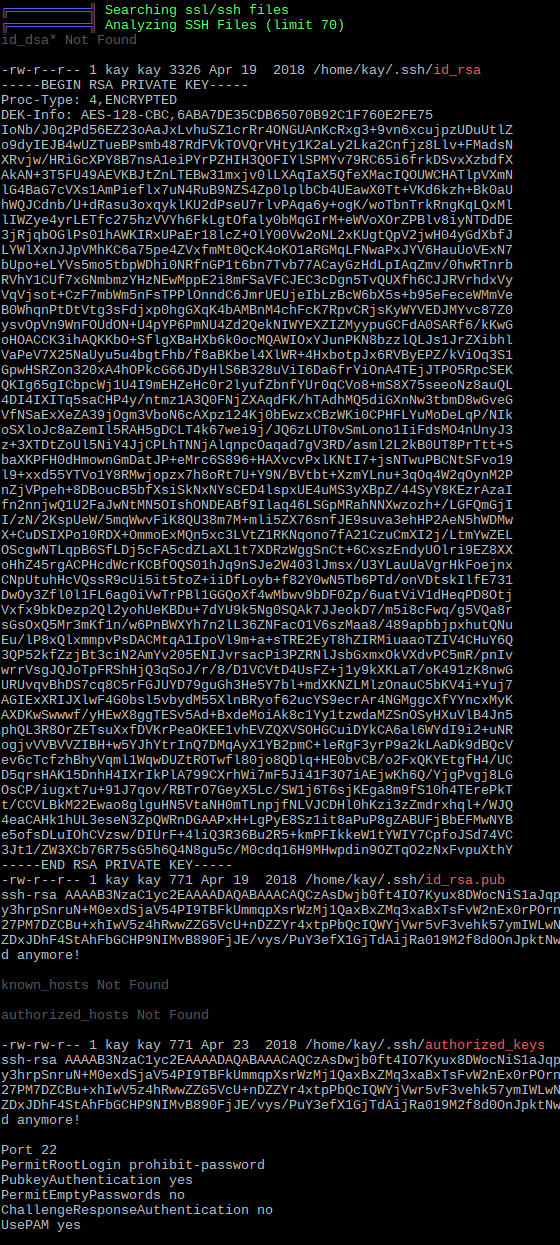 Searching ssl/ssh files
Analyzing SSH Files (limit 70)
id_dsa* Not Found
-rw-r--r-- 1 kay kay 3326 Apr 19  2018 /home/kay/.ssh/id_rsa
-----BEGIN RSA PRIVATE KEY-----
Proc-Type: 4,ENCRYPTED
DEK-Info: AES-128-CBC,6ABA7DE35CDB65070B92C1F760E2FE75
IoNb/J0q2Pd56EZ23oAaJxLvhuSZ1crRr4ONGUAnKcRxg3+9vn6xcujpzUDuUtlZ
o9dyIEJB4wUZTueBPsmb487RdFVkTOVQrVHty1K2aLy2Lka2Cnfjz8Llv+FMadsN
XRvjw/HRiGcXPY8B7nsA1eiPYrPZHIH3QOFIYlSPMYv79RC65i6frkDSvxXzbdfX
AkAN+3T5FU49AEVKBJtZnLTEBw31mxjv0lLXAqIaX5QfeXMacIQOUWCHATlpVXmN
lG4BaG7cVXs1AmPieflx7uN4RuB9NZS4Zp0lplbCb4UEawX0Tt+VKd6kzh+Bk0aU
hWQJCdnb/U+dRasu3oxqyklKU2dPseU7rlvPAqa6y+ogK/woTbnTrkRngKqLQxMl
lIWZye4yrLETfc275hzVVYh6FkLgtOfaly0bMqGIrM+eWVoXOrZPBlv8iyNTDdDE
3jRjqbOGlPs01hAWKIRxUPaEr18lcZ+OlY00Vw2oNL2xKUgtQpV2jwH04yGdXbfJ
LYWlXxnJJpVMhKC6a75pe4ZVxfmMt0QcK4oKO1aRGMqLFNwaPxJYV6HauUoVExN7
bUpo+eLYVs5mo5tbpWDhi0NRfnGP1t6bn7Tvb77ACayGzHdLpIAqZmv/0hwRTnrb
RVhY1CUf7xGNmbmzYHzNEwMppE2i8mFSaVFCJEC3cDgn5TvQUXfh6CJJRVrhdxVy
VqVjsot+CzF7mbWm5nFsTPPlOnndC6JmrUEUjeIbLzBcW6bX5s+b95eFeceWMmVe
B0WhqnPtDtVtg3sFdjxp0hgGXqK4bAMBnM4chFcK7RpvCRjsKyWYVEDJMYvc87Z0
ysvOpVn9WnFOUdON+U4pYP6PmNU4Zd2QekNIWYEXZIZMyypuGCFdA0SARf6/kKwG
oHOACCK3ihAQKKbO+SflgXBaHXb6k0ocMQAWIOxYJunPKN8bzzlQLJs1JrZXibhl
VaPeV7X25NaUyu5u4bgtFhb/f8aBKbel4XlWR+4HxbotpJx6RVByEPZ/kViOq3S1
GpwHSRZon320xA4hOPkcG66JDyHlS6B328uViI6Da6frYiOnA4TEjJTPO5RpcSEK
QKIg65gICbpcWj1U4I9mEHZeHc0r2lyufZbnfYUr0qCVo8+mS8X75seeoNz8auQL
4DI4IXITq5saCHP4y/ntmz1A3Q0FNjZXAqdFK/hTAdhMQ5diGXnNw3tbmD8wGveG
VfNSaExXeZA39jOgm3VboN6cAXpz124Kj0bEwzxCBzWKi0CPHFLYuMoDeLqP/NIk
oSXloJc8aZemIl5RAH5gDCLT4k67wei9j/JQ6zLUT0vSmLono1IiFdsMO4nUnyJ3
z+3XTDtZoUl5NiY4JjCPLhTNNjAlqnpcOaqad7gV3RD/asml2L2kB0UT8PrTtt+S
baXKPFH0dHmownGmDatJP+eMrc6S896+HAXvcvPxlKNtI7+jsNTwuPBCNtSFvo19
l9+xxd55YTVo1Y8RMwjopzx7h8oRt7U+Y9N/BVtbt+XzmYLnu+3qOq4W2qOynM2P
nZjVPpeh+8DBoucB5bfXsiSkNxNYsCED4lspxUE4uMS3yXBpZ/44SyY8KEzrAzaI
fn2nnjwQ1U2FaJwNtMN5OIshONDEABf9Ilaq46LSGpMRahNNXwzozh+/LGFQmGjI
I/zN/2KspUeW/5mqWwvFiK8QU38m7M+mli5ZX76snfJE9suva3ehHP2AeN5hWDMw
X+CuDSIXPo10RDX+OmmoExMQn5xc3LVtZ1RKNqono7fA21CzuCmXI2j/LtmYwZEL
OScgwNTLqpB6SfLDj5cFA5cdZLaXL1t7XDRzWggSnCt+6CxszEndyUOlri9EZ8XX
oHhZ45rgACPHcdWcrKCBfOQS01hJq9nSJe2W403lJmsx/U3YLauUaVgrHkFoejnx
CNpUtuhHcVQssR9cUi5it5toZ+iiDfLoyb+f82Y0wN5Tb6PTd/onVDtskIlfE731
DwOy3Zfl0l1FL6ag0iVwTrPBl1GGQoXf4wMbwv9bDF0Zp/6uatViV1dHeqPD8Otj
Vxfx9bkDezp2Ql2yohUeKBDu+7dYU9k5Ng0SQAk7JJeokD7/m5i8cFwq/g5VQa8r
sGsOxQ5Mr3mKf1n/w6PnBWXYh7n2lL36ZNFacO1V6szMaa8/489apbbjpxhutQNu
Eu/lP8xQlxmmpvPsDACMtqA1IpoVl9m+a+sTRE2EyT8hZIRMiuaaoTZIV4CHuY6Q
3QP52kfZzjBt3ciN2AmYv205ENIJvrsacPi3PZRNlJsbGxmxOkVXdvPC5mR/pnIv
wrrVsgJQJoTpFRShHjQ3qSoJ/r/8/D1VCVtD4UsFZ+j1y9kXKLaT/oK491zK8nwG
URUvqvBhDS7cq8C5rFGJUYD79guGh3He5Y7bl+mdXKNZLMlzOnauC5bKV4i+Yuj7
AGIExXRIJXlwF4G0bsl5vbydM55XlnBRyof62ucYS9ecrAr4NGMggcXfYYncxMyK
AXDKwSwwwf/yHEwX8ggTESv5Ad+BxdeMoiAk8c1Yy1tzwdaMZSnOSyHXuVlB4Jn5
phQL3R8OrZETsuXxfDVKrPeaOKEE1vhEVZQXVSOHGCuiDYkCA6al6WYdI9i2+uNR
ogjvVVBVVZIBH+w5YJhYtrInQ7DMqAyX1YB2pmC+leRgF3yrP9a2kLAaDk9dBQcV
ev6cTcfzhBhyVqml1WqwDUZtROTwfl80jo8QDlq+HE0bvCB/o2FxQKYEtgfH4/UC
D5qrsHAK15DnhH4IXrIkPlA799CXrhWi7mF5Ji41F3O7iAEjwKh6Q/YjgPvgj8LG
OsCP/iugxt7u+91J7qov/RBTrO7GeyX5Lc/SW1j6T6sjKEga8m9fS10h4TErePkT
t/CCVLBkM22Ewao8glguHN5VtaNH0mTLnpjfNLVJCDHl0hKzi3zZmdrxhql+/WJQ
4eaCAHk1hUL3eseN3ZpQWRnDGAAPxH+LgPyE8Sz1it8aPuP8gZABUFjBbEFMwNYB
e5ofsDLuIOhCVzsw/DIUrF+4liQ3R36Bu2R5+kmPFIkkeW1tYWIY7CpfoJSd74VC
3Jt1/ZW3XCb76R75sG5h6Q4N8gu5c/M0cdq16H9MHwpdin9OZTqO2zNxFvpuXthY
-----END RSA PRIVATE KEY-----
-rw-r--r-- 1 kay kay 771 Apr 19  2018 /home/kay/.ssh/id_rsa.pub
ssh-rsa AAAAB3NzaC1yc2EAAAADAQABAAACAQCzAsDwjb0ft4IO7Kyux8DWocNiS1aJqp
y3hrpSnruN+M0exdSjaV54PI9TBFkUmmqpXsrWzMj1QaxBxZMq3xaBxTsFvW2nEx0rPOrn
27PM7DZCBu+xhIwV5z4hRwwZZG5VcU+nDZZYr4xtpPbQcIQWYjVwr5vF3vehk57ymIWLwN
ZDxJDhF4StAhFbGCHP9NIMvB890FjJE/vys/PuY3efX1GjTdAijRa019M2f8d0OnJpktNw
d anymore!
known_hosts Not Found
authorized_hosts Not Found
-rw-rw-r-- 1 kay kay 771 Apr 23  2018 /home/kay/.ssh/authorized_keys
ssh-rsa AAAAB3NzaC1yc2EAAAADAQABAAACAQCzAsDwjb0ft4IO7Kyux8DWocNiS1aJqp
y3hrpSnruN+M0exdSjaV54PI9TBFkUmmqpXsrWzMj1QaxBxZMq3xaBxTsFvW2nEx0rPOrn
27PM7DZCBu+xhIwV5z4hRwwZZG5VcU+nDZZYr4xtpPbQcIQWYjVwr5vF3vehk57ymIWLwN
ZDxJDhF4StAhFbGCHP9NIMvB890FjJE/vys/PuY3efX1GjTdAijRa019M2f8d0OnJpktNw
d anymore!
Port 22
PermitRootLogin prohibit-password
PubkeyAuthentication yes
PermitEmptyPasswords no
ChallengeResponseAuthentication no
UsePAM yes